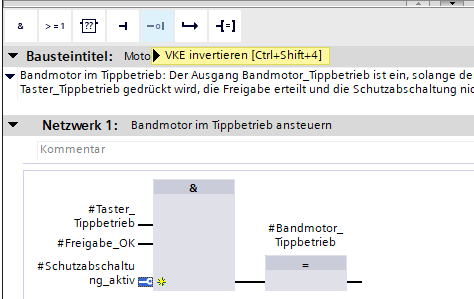 & >=1 [??] ⊣ -o| ↦ -[=]
Bausteintitel: Moto VKE invertieren [Ctrl+Shift+4]
Bandmotor im Tippbetrieb: Der Ausgang Bandmotor_Tippbetrieb ist ein, solange de
Taster_Tippbetrieb gedrückt wird, die Freigabe erteilt und die Schutzabschaltung nic
Netzwerk 1: Bandmotor im Tippbetrieb ansteuern
Kommentar
&
#Taster_
Tippbetrieb
#Freigabe_OK
#Schutzabschaltu
ng_aktiv
#Bandmotor_
Tippbetrieb
=